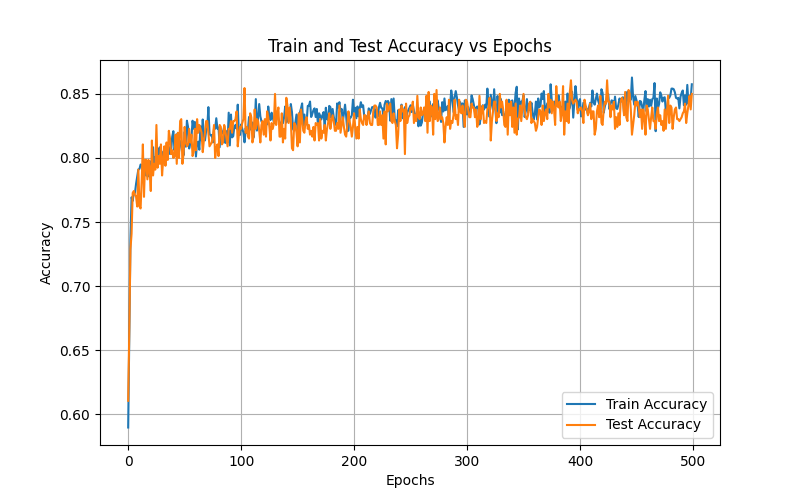 Train and Test Accuracy vs Epochs
Accuracy
0.85
0.80
0.75
0.70
0.65
0.60
0 100 200 300 400 500
Epochs
Train Accuracy
Test Accuracy